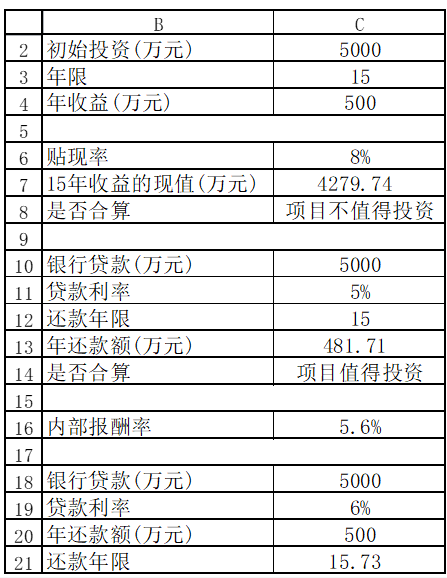 B C
2 初始投资(万元) 5000
3 年限 15
4 年收益(万元) 500
5
6 贴现率 8%
7 15年收益的现值(万元) 4279.74
8 是否合算 项目不值得投资
9
10 银行贷款(万元) 5000
11 贷款利率 5%
12 还款年限 15
13 年还款额(万元) 481.71
14 是否合算 项目值得投资
15
16 内部报酬率 5.6%
17
18 银行贷款(万元) 5000
19 贷款利率 6%
20 年还款额(万元) 500
21 还款年限 15.73